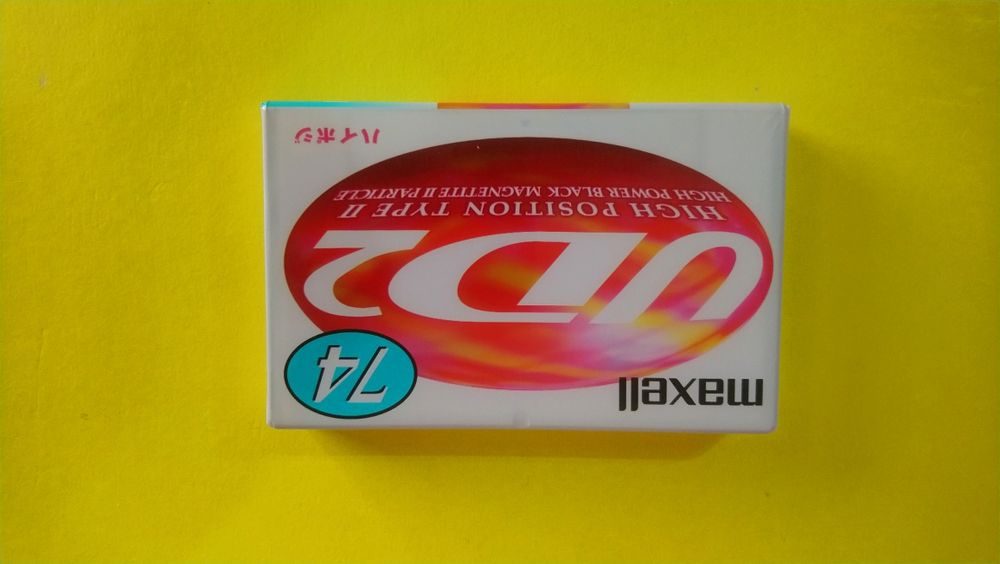 maxell
74
UD2
HIGH POSITION TYPE II
HIGH POWER BLACK MAGNETITE II PARTICLE
ハイポジ